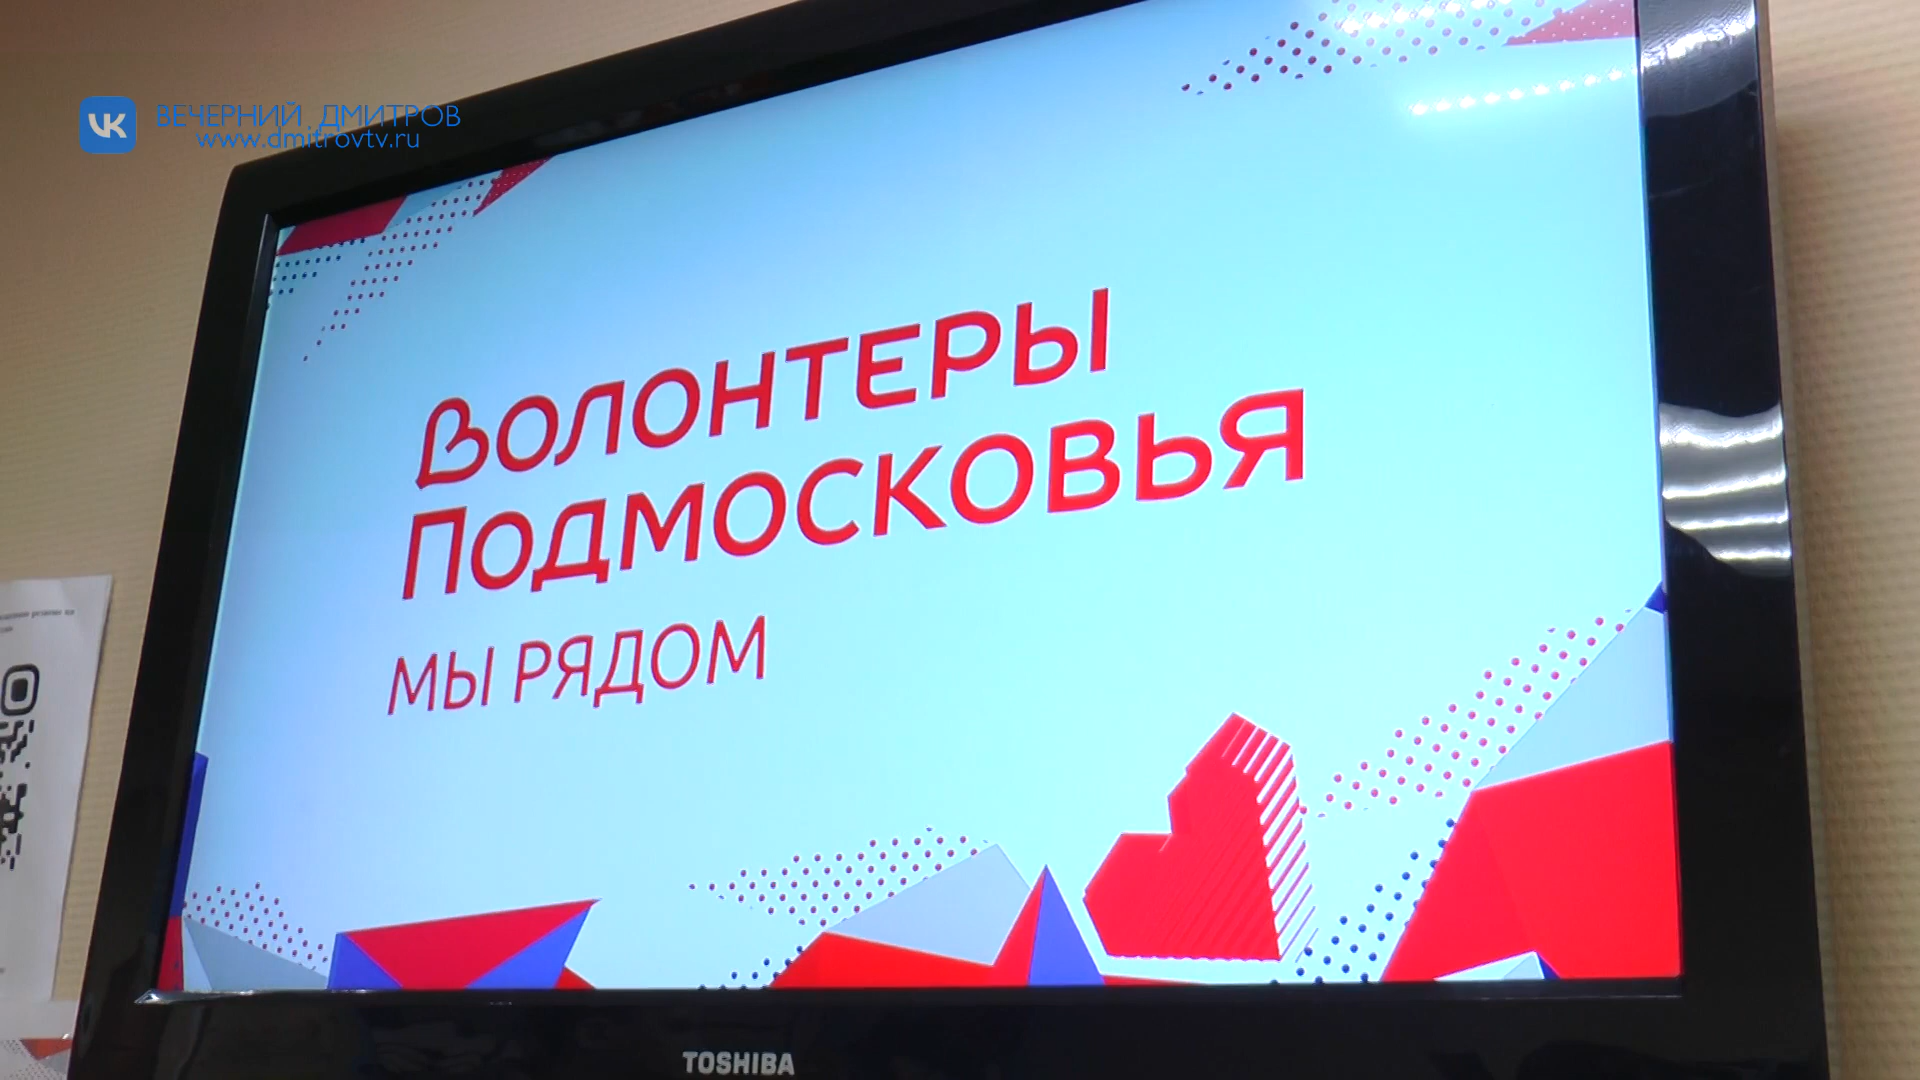 ВЕЧЕРНИЙ ДМИТРОВ
www.dmitrovtv.ru
ВОЛОНТЕРЫ
ПОДМОСКОВЬЯ
МЫ РЯДОМ
TOSHIBA